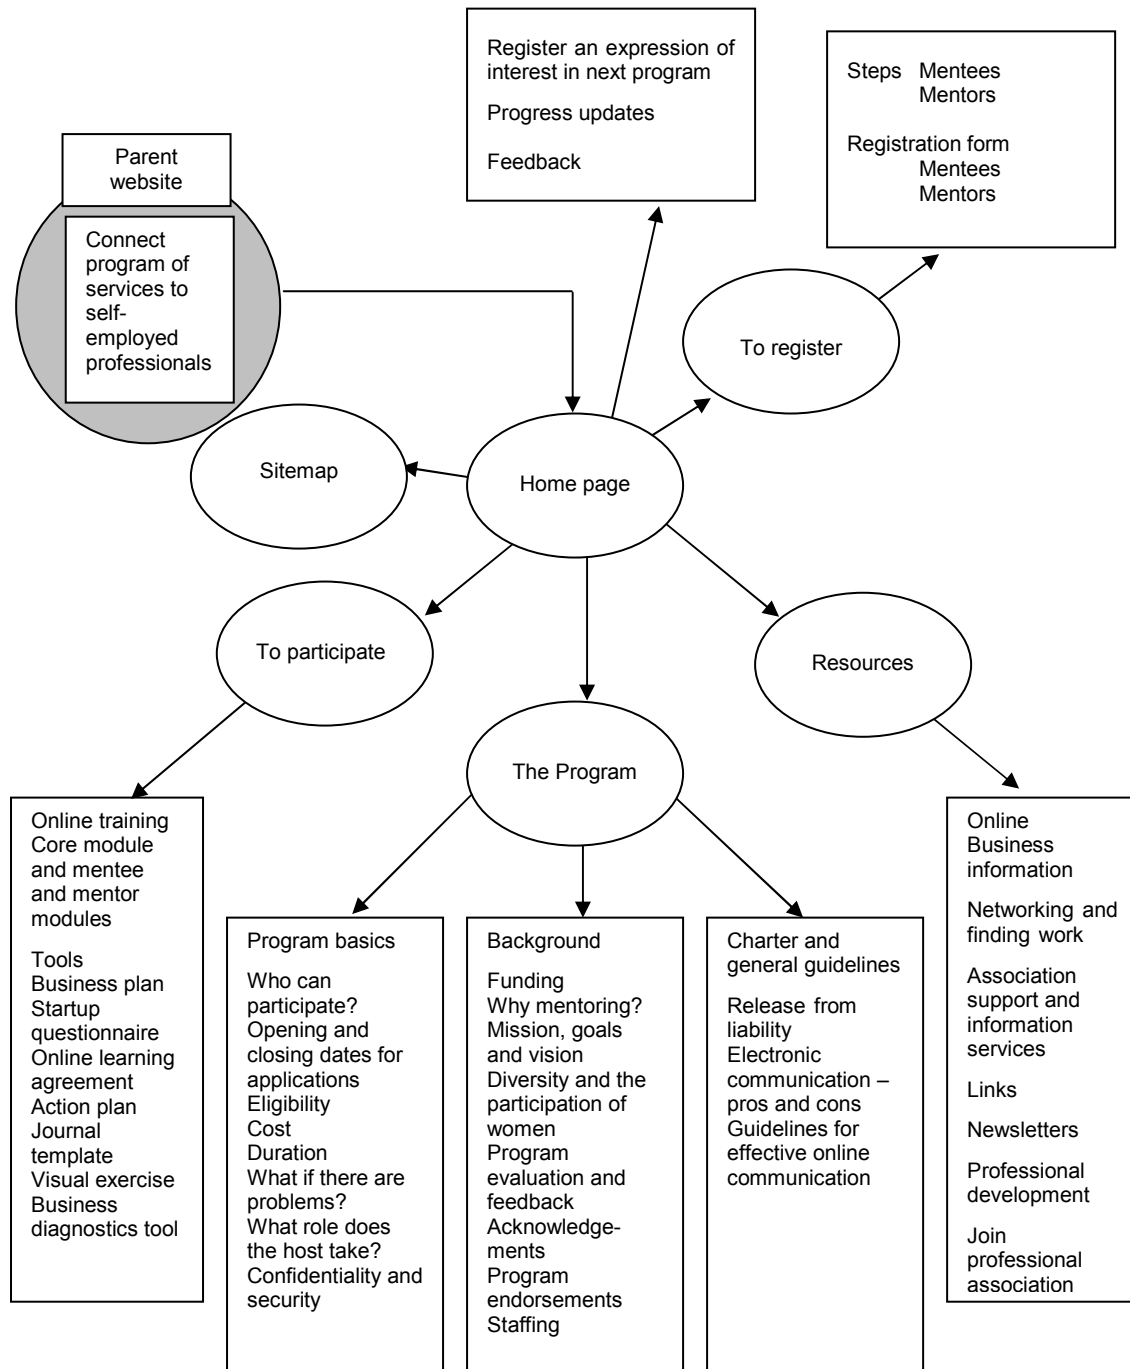 Register an expression of
interest in next program
Progress updates
Feedback
Steps Mentees
Mentors
Registration form
Mentees
Mentors
Parent
website
Connect
program of
services to
self-
employed
professionals
To register
Sitemap
Home page
To participate
Resources
The Program
Online training
Core module
and mentee
and mentor
modules
Tools
Business plan
Startup
questionnaire
Online learning
agreement
Action plan
Journal
template
Visual exercise
Business
diagnostics tool
Program basics
Who can
participate?
Opening and
closing dates for
applications
Eligibility
Cost
Duration
What if there are
problems?
What role does
the host take?
Confidentiality and
security
Background
Funding
Why mentoring?
Mission, goals
and vision
Diversity and the
participation of
women
Program
evaluation and
feedback
Acknowledge-
ments
Program
endorsements
Staffing
Charter and
general guidelines
Release from
liability
Electronic
communication –
pros and cons
Guidelines for
effective online
communication
Online
Business
information
Networking and
finding work
Association
support and
information
services
Links
Newsletters
Professional
development
Join
professional
association